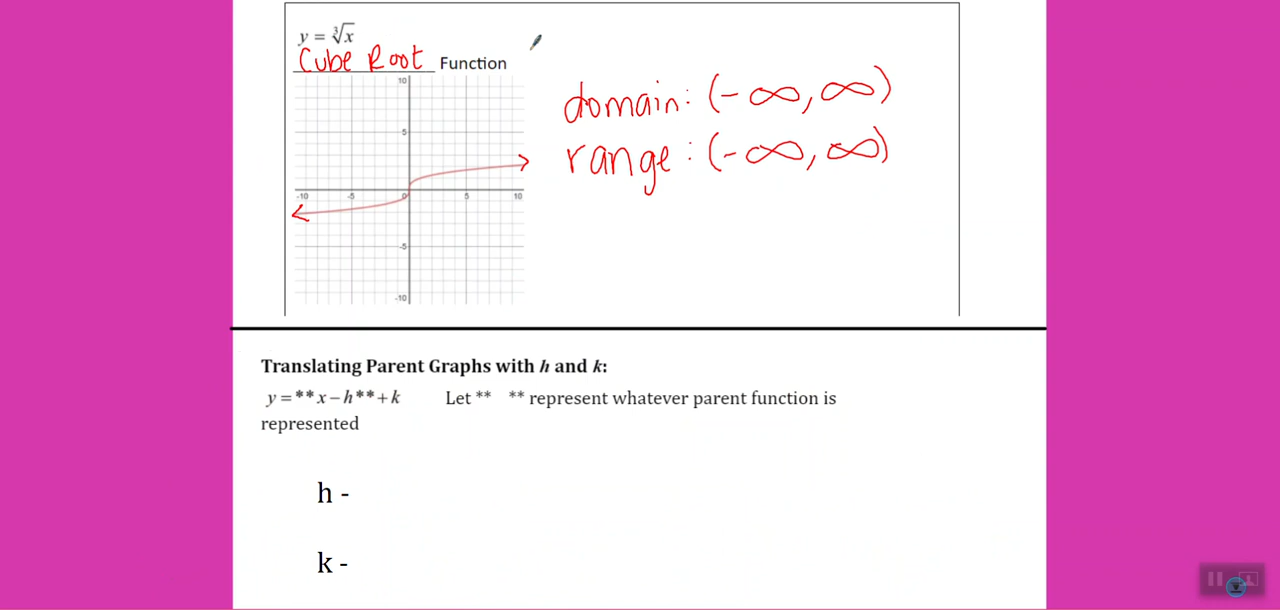 y = ∛x
Cube Root Function
domain: (-∞, ∞)
range: (-∞, ∞)
10
5
-10 -5 0 5 10
-5
-10
Translating Parent Graphs with h and k:
y = **x – h** + k Let ** ** represent whatever parent function is
represented
h -
k -